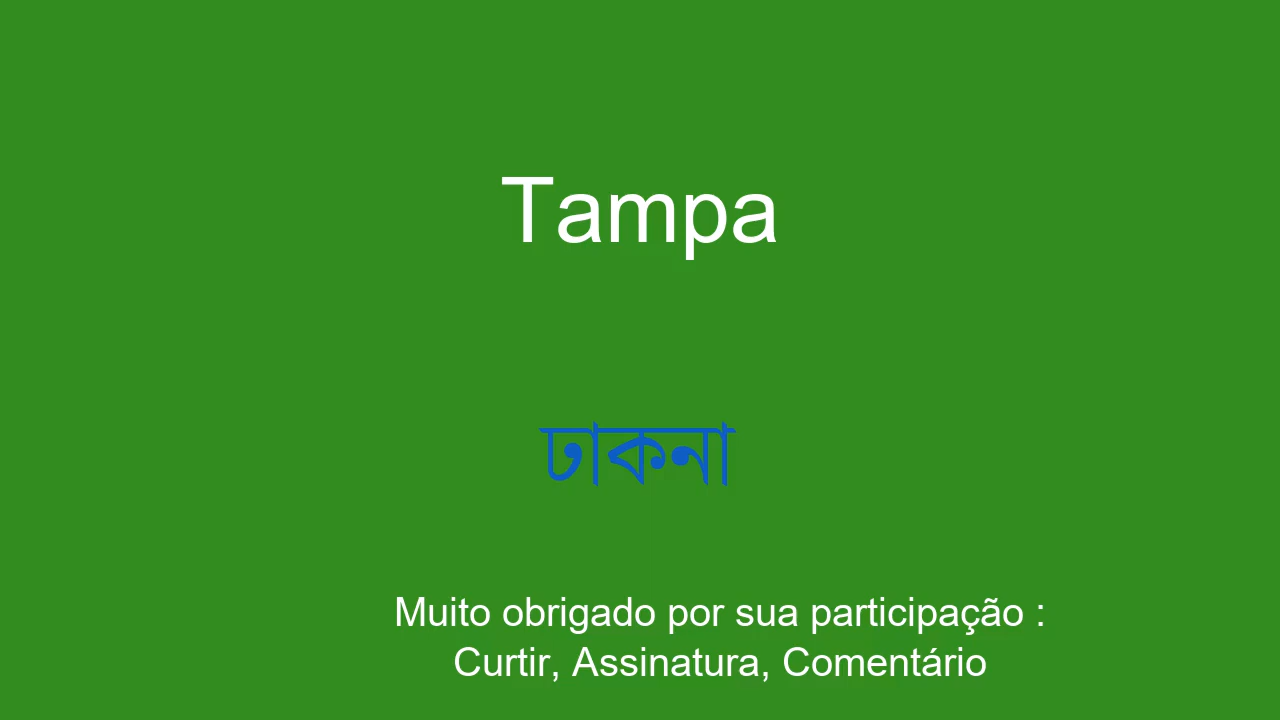 Tampa
ঢাকনা
Muito obrigado por sua participação :
Curtir, Assinatura, Comentário